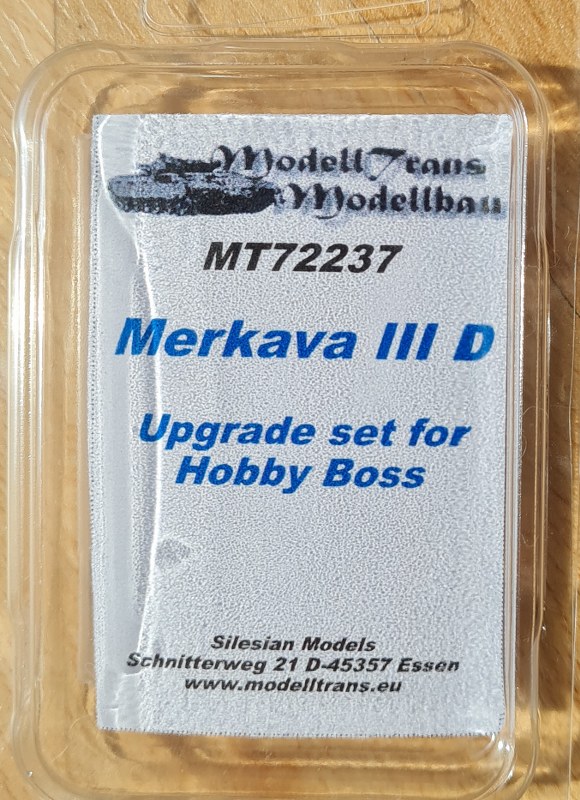 ModellTrans
Modellbau
MT72237
Merkava III D
Upgrade set for
Hobby Boss
Silesian Models
Schnitterweg 21 D-45357 Essen
www.modelltrans.eu